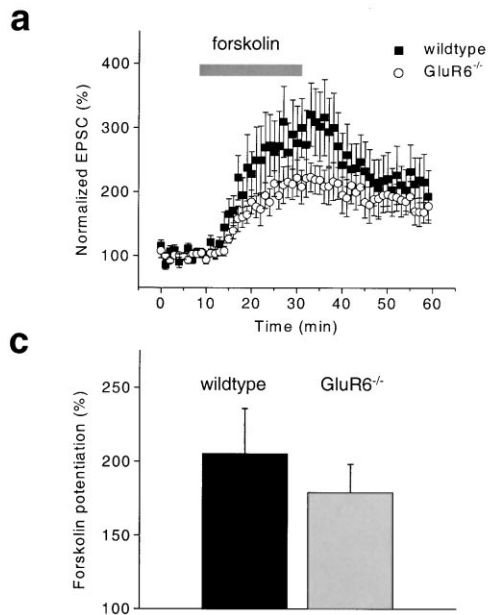 a
forskolin
wildtype
GluR6-/-
400
300
200
100
Normalized EPSC (%)
0 10 20 30 40 50 60
Time (min)
c
wildtype GluR6-/-
250
200
150
100
Forskolin potentiation (%)